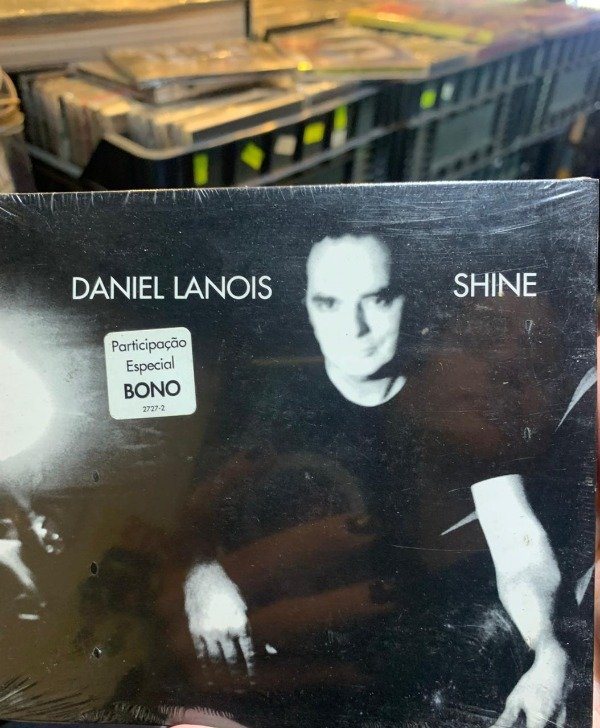 DANIEL LANOIS
SHINE
Participação
Especial
BONO
2727-2